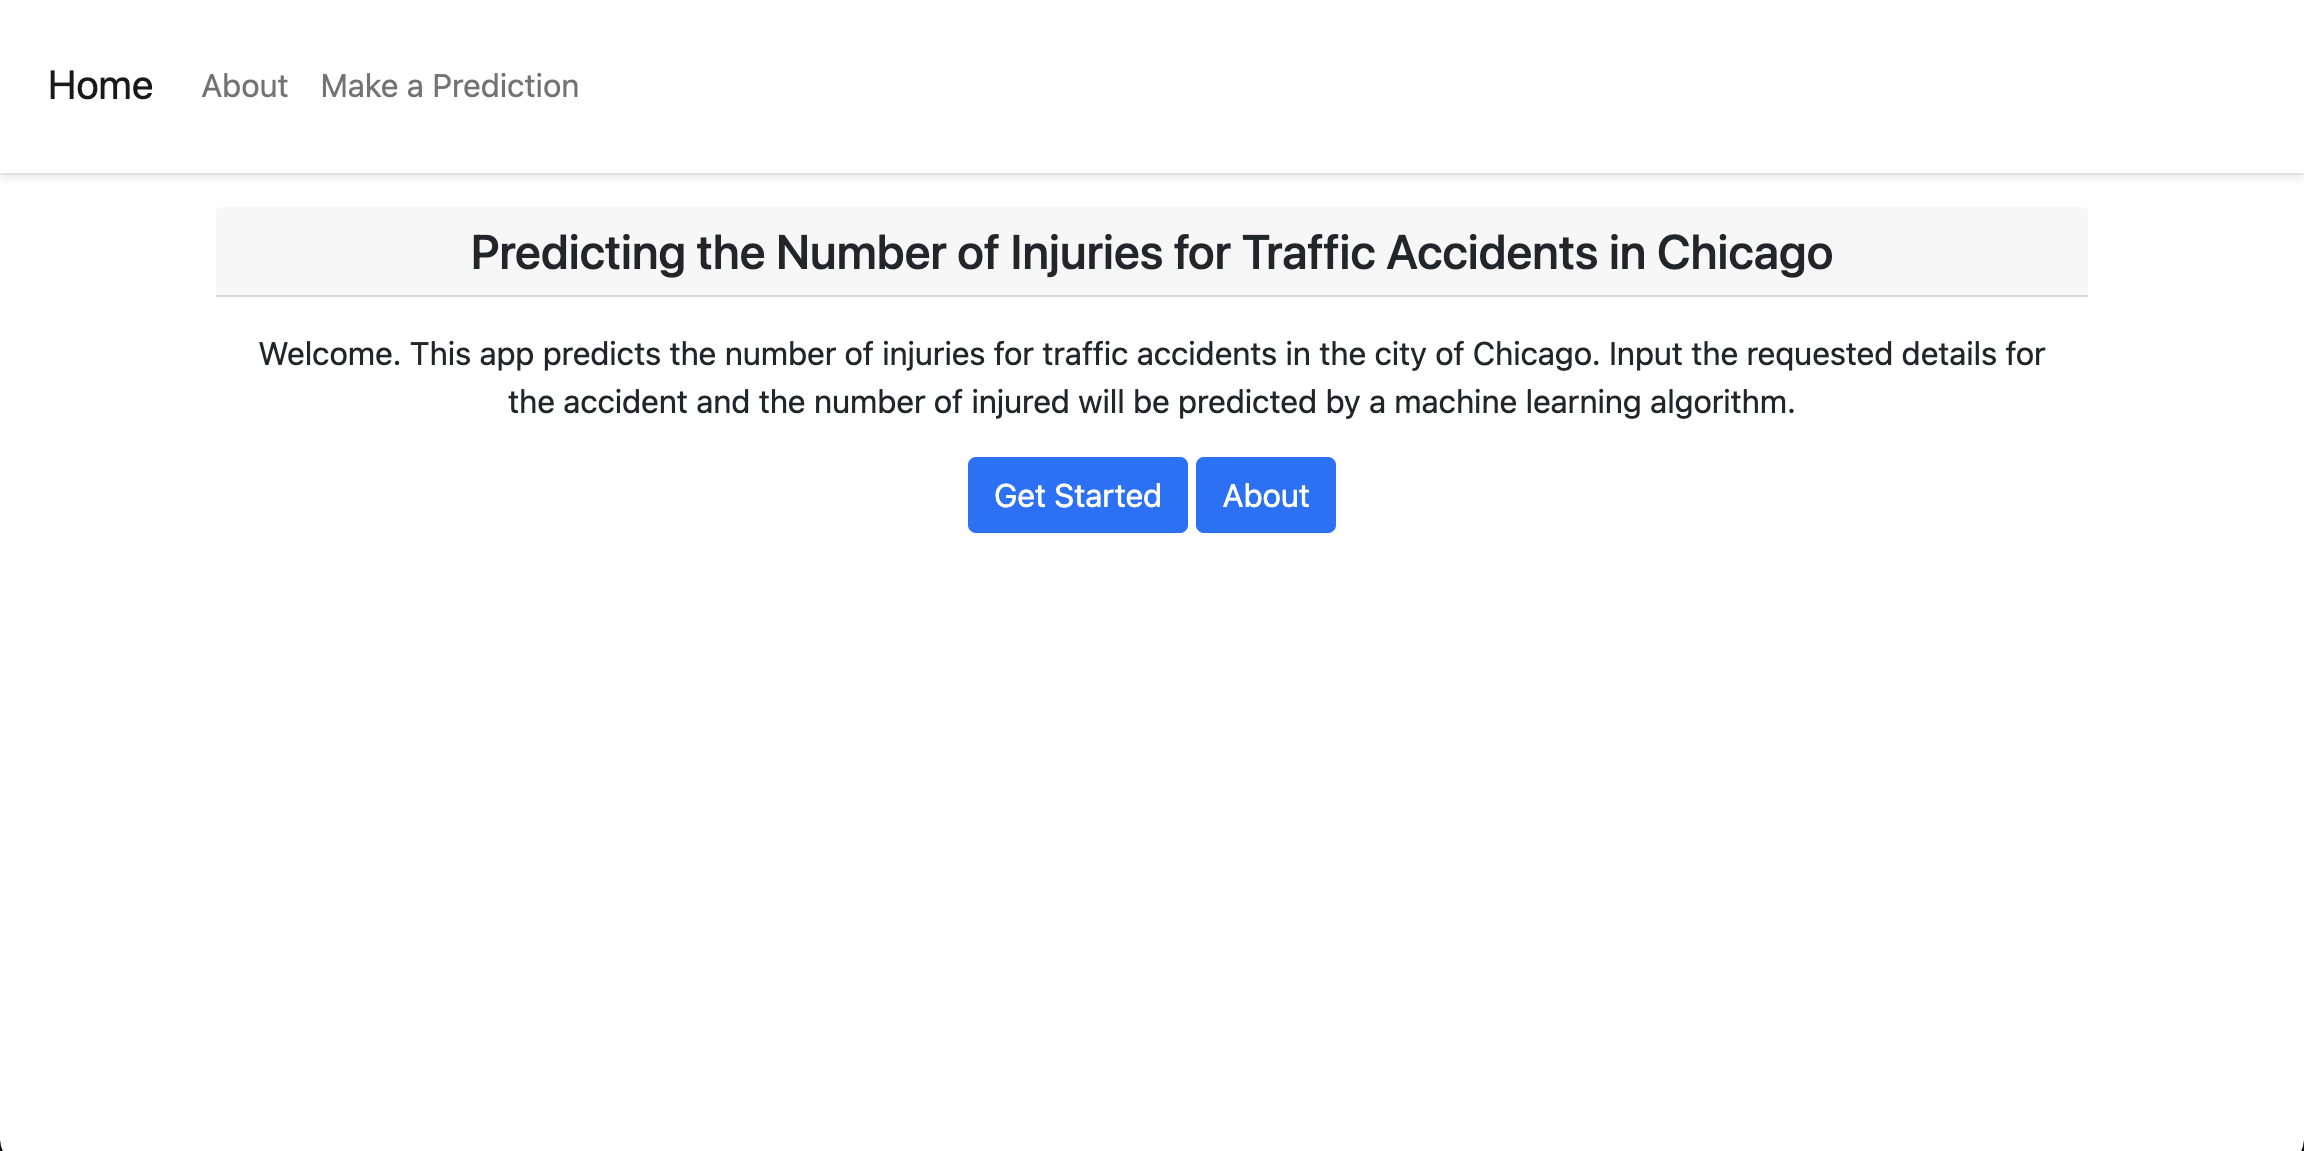 Home About Make a Prediction
Predicting the Number of Injuries for Traffic Accidents in Chicago
Welcome. This app predicts the number of injuries for traffic accidents in the city of Chicago. Input the requested details for
the accident and the number of injured will be predicted by a machine learning algorithm.
Get Started About